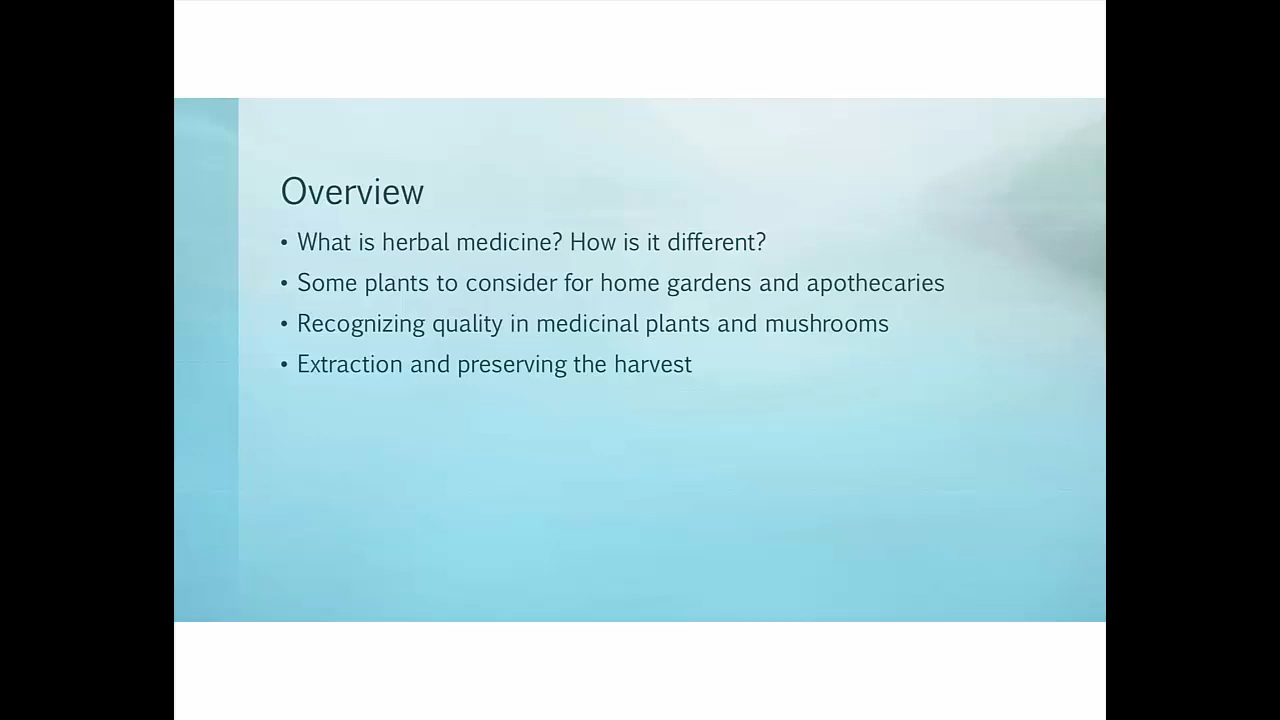 Overview
• What is herbal medicine? How is it different?
• Some plants to consider for home gardens and apothecaries
• Recognizing quality in medicinal plants and mushrooms
• Extraction and preserving the harvest